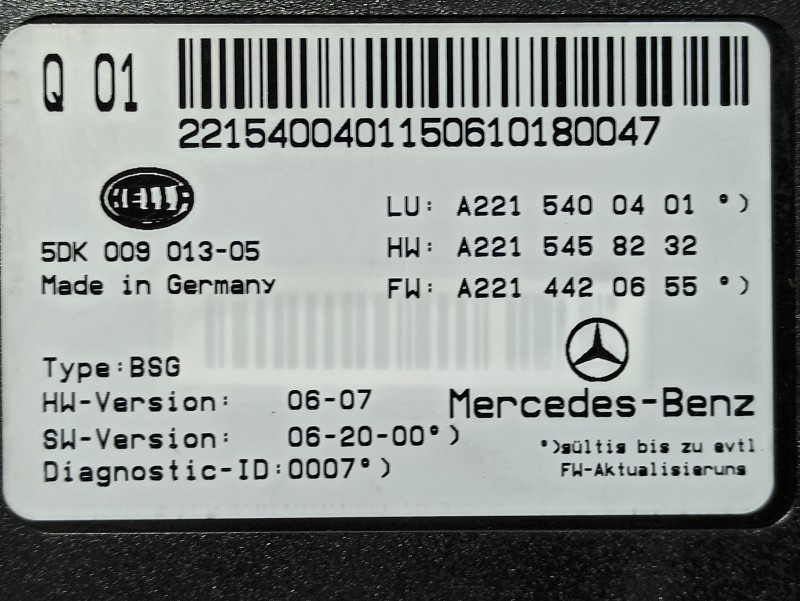 Q 01
2215400401150610180047
HELLA
5DK 009 013-05
Made in Germany
LU: A221 540 04 01 °)
HW: A221 545 82 32
FW: A221 442 06 55 °)
Type:BSG
HW-Version: 06-07
SW-Version: 06-20-00°)
Diagnostic-ID:0007°)
Mercedes-Benz
°)gültig bis zu evtl
FW-Aktualisierung